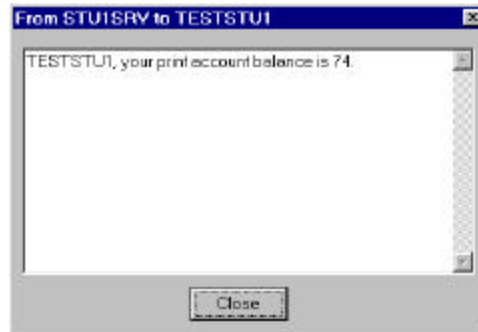 From STU1SRV to TESTSTU1
TESTSTU1, your print account balance is 74.
Close